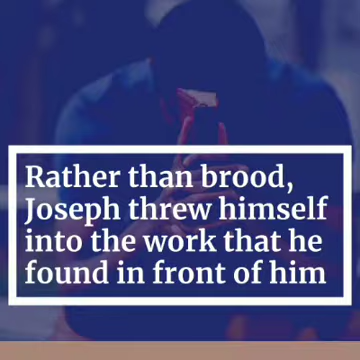 Rather than brood,
Joseph threw himself
into the work that he
found in front of him